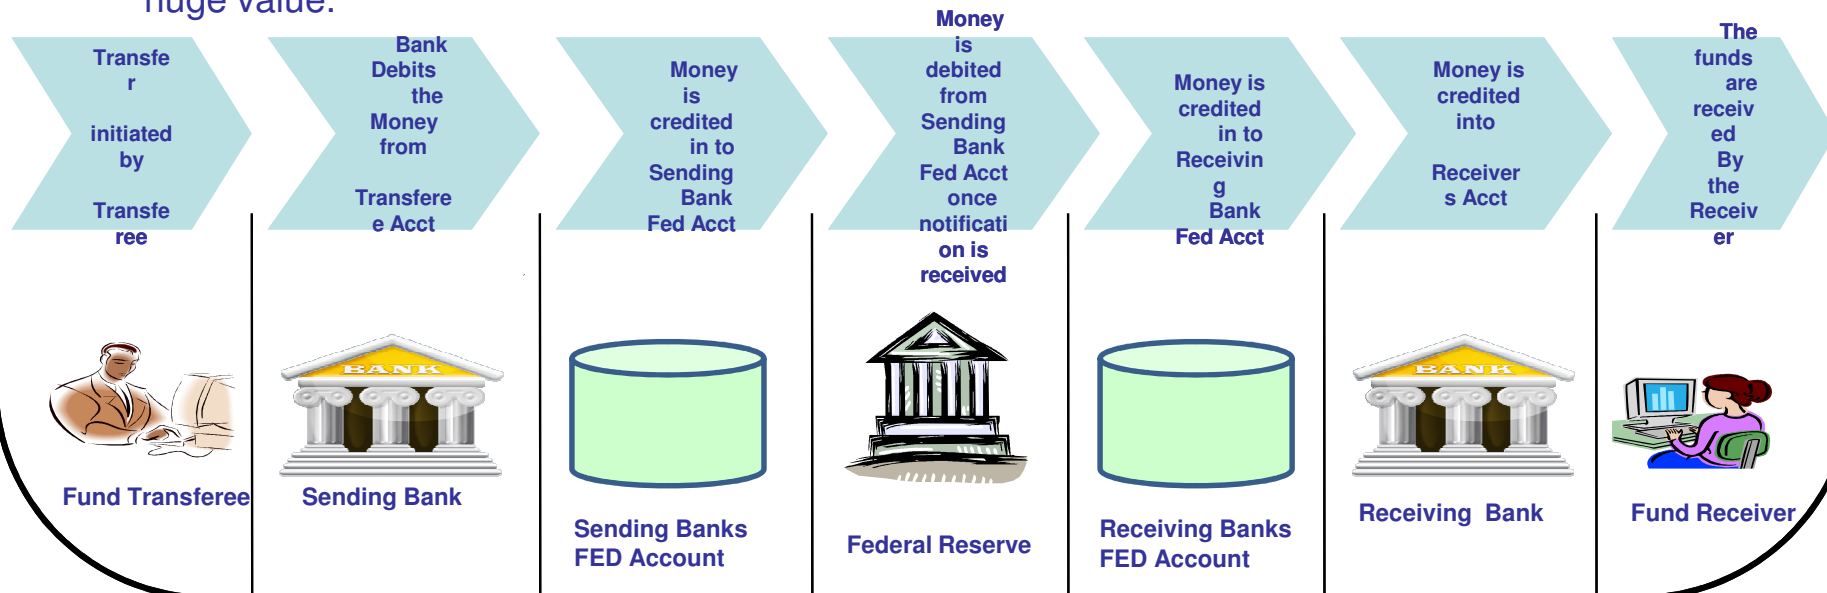 huge value.
Transfe
r
initiated
by
Transfe
ree
Bank
Debits
the
Money
from
Transfere
e Acct
Money
is
credited
in to
Sending
Bank
Fed Acct
Money
is
debited
from
Sending
Bank
Fed Acct
once
notificati
on is
received
Money is
credited
in to
Receivin
g
Bank
Fed Acct
Money is
credited
into
Receiver
s Acct
The
funds
are
receiv
ed
By
the
Receiv
er
BANK
BANK
Fund Transferee
Sending Bank
Sending Banks
FED Account
Federal Reserve
Receiving Banks
FED Account
Receiving Bank
Fund Receiver